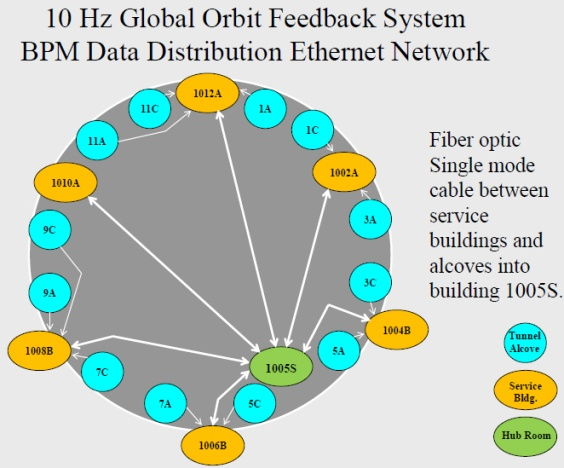 10 Hz Global Orbit Feedback System
BPM Data Distribution Ethernet Network
1012A
11C
1A
11A
1C
1010A
1002A
9C
3A
9A
3C
1008B
1004B
7C
1005S
5A
7A
5C
1006B
Fiber optic
Single mode
cable between
service
buildings and
alcoves into
building 1005S.
Tunnel
Alcove
Service
Bldg.
Hub Room